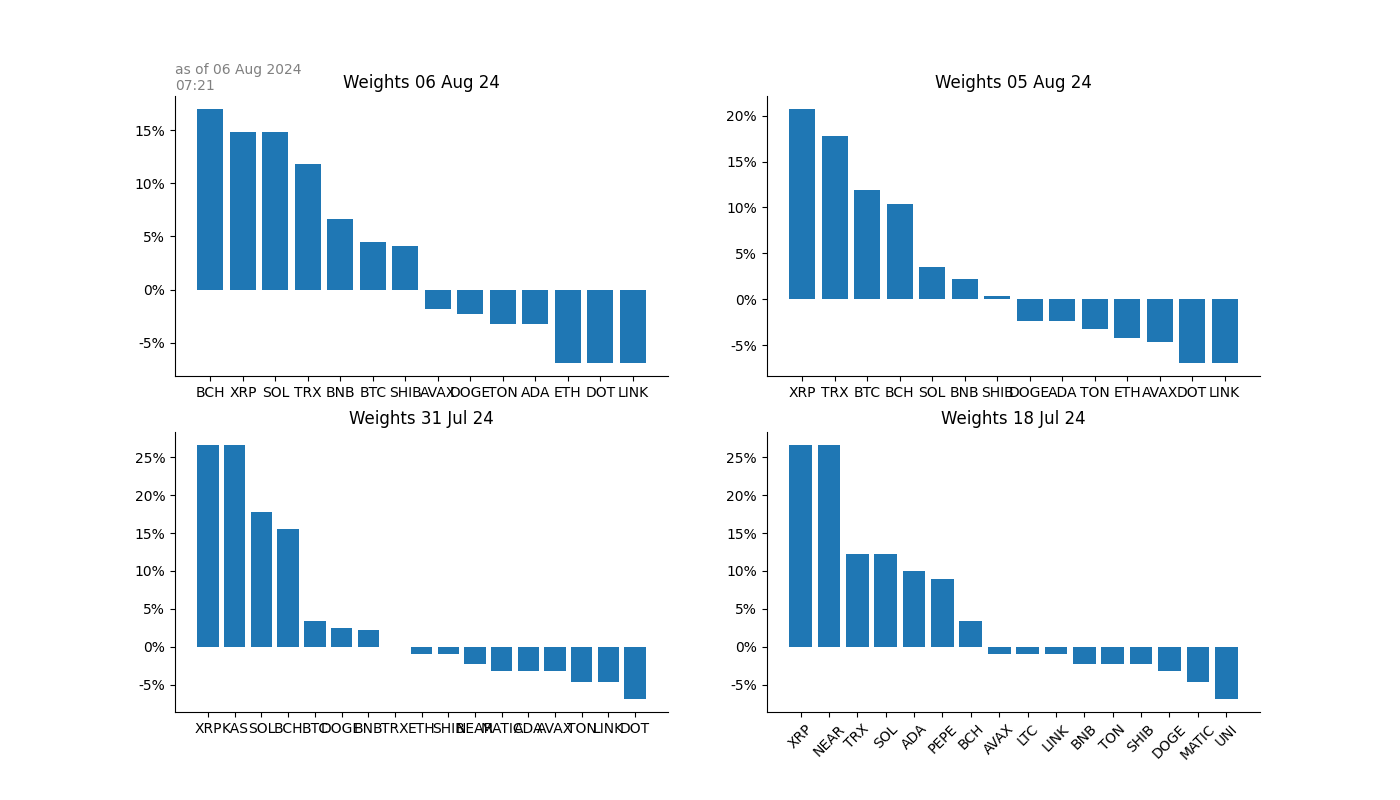 as of 06 Aug 2024
07:21
Weights 06 Aug 24
15%
10%
5%
0%
-5%
BCH XRP SOL TRX BNB BTC SHIB AVAX DOGE TON ADA ETH DOT LINK
Weights 05 Aug 24
20%
15%
10%
5%
0%
-5%
XRP TRX BTC BCH SOL BNB SHIB DOGE ADA TON ETH AVAX DOT LINK
Weights 31 Jul 24
25%
20%
15%
10%
5%
0%
-5%
XRP KAS SOL BCH BTC DOGE BNB TRX ETH SHIB NEAR MATIC ADA AVAX TON LINK DOT
Weights 18 Jul 24
25%
20%
15%
10%
5%
0%
-5%
XRP NEAR TRX SOL ADA PEPE BCH AVAX LTC LINK BNB TON SHIB DOGE MATIC UNI